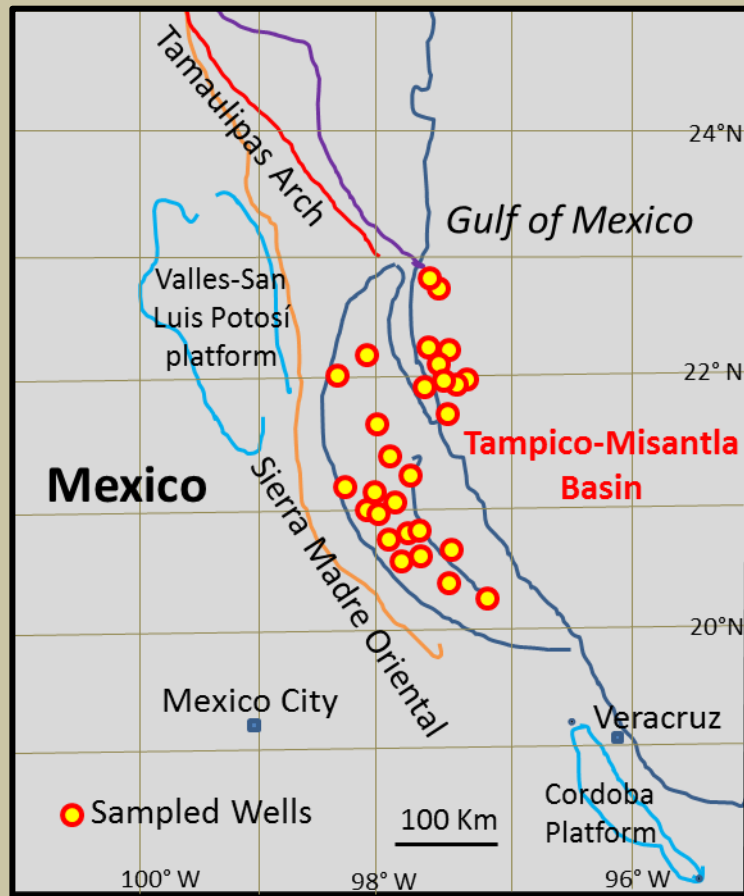 Tamaulipas Arch
24°N
Gulf of Mexico
Valles-San
Luis Potosí
platform
22°N
Tampico-Misantla
Basin
Mexico
Sierra Madre Oriental
20°N
Mexico City
Veracruz
Sampled Wells
100 Km
Cordoba
Platform
100° W
98°W
96°W